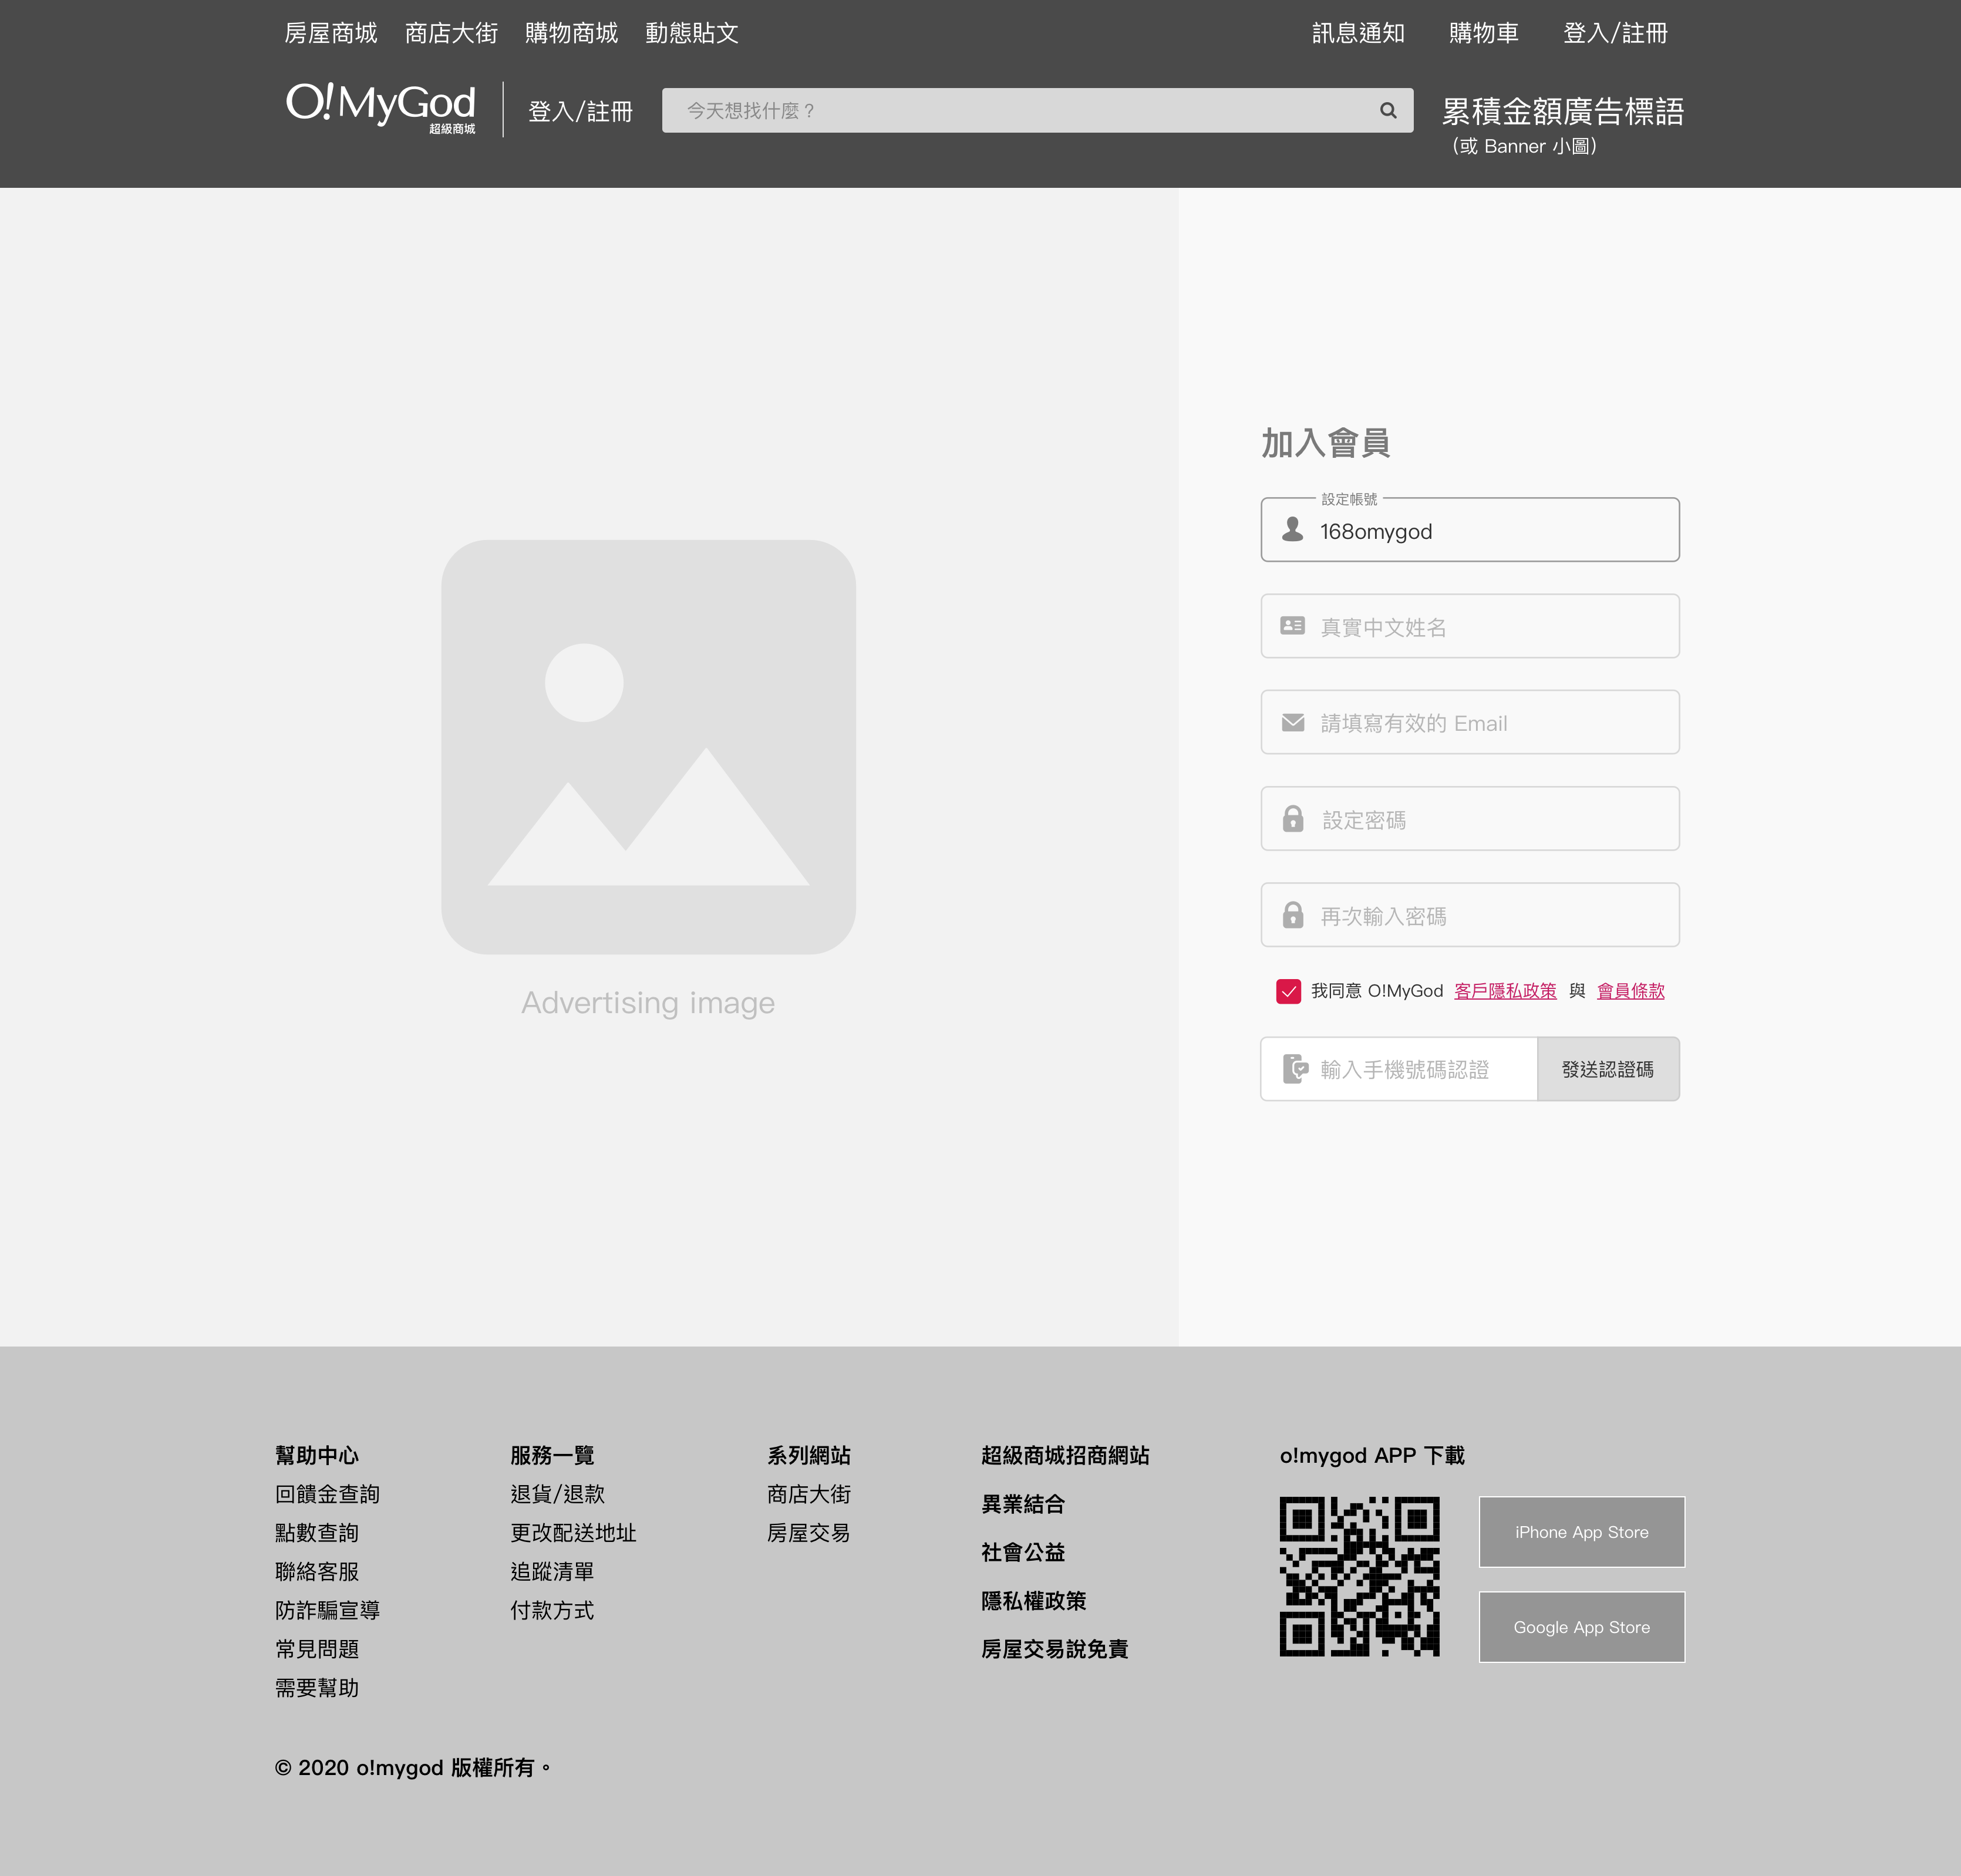 房屋商城 商店大街 購物商城 動態貼文 訊息通知 購物車 登入/註冊
O!MyGod
超級商城
登入/註冊
今天想找什麼？
累積金額廣告標語
(或 Banner 小圖)
Advertising image
加入會員
設定帳號
168omygod
真實中文姓名
請填寫有效的 Email
設定密碼
再次輸入密碼
我同意 O!MyGod 客戶隱私政策 與 會員條款
輸入手機號碼認證 發送認證碼
幫助中心
回饋金查詢
點數查詢
聯絡客服
防詐騙宣導
常見問題
需要幫助
服務一覽
退貨/退款
更改配送地址
追蹤清單
付款方式
系列網站
商店大街
房屋交易
超級商城招商網站
異業結合
社會公益
隱私權政策
房屋交易說免責
o!mygod APP 下載
iPhone App Store
Google App Store
© 2020 o!mygod 版權所有。